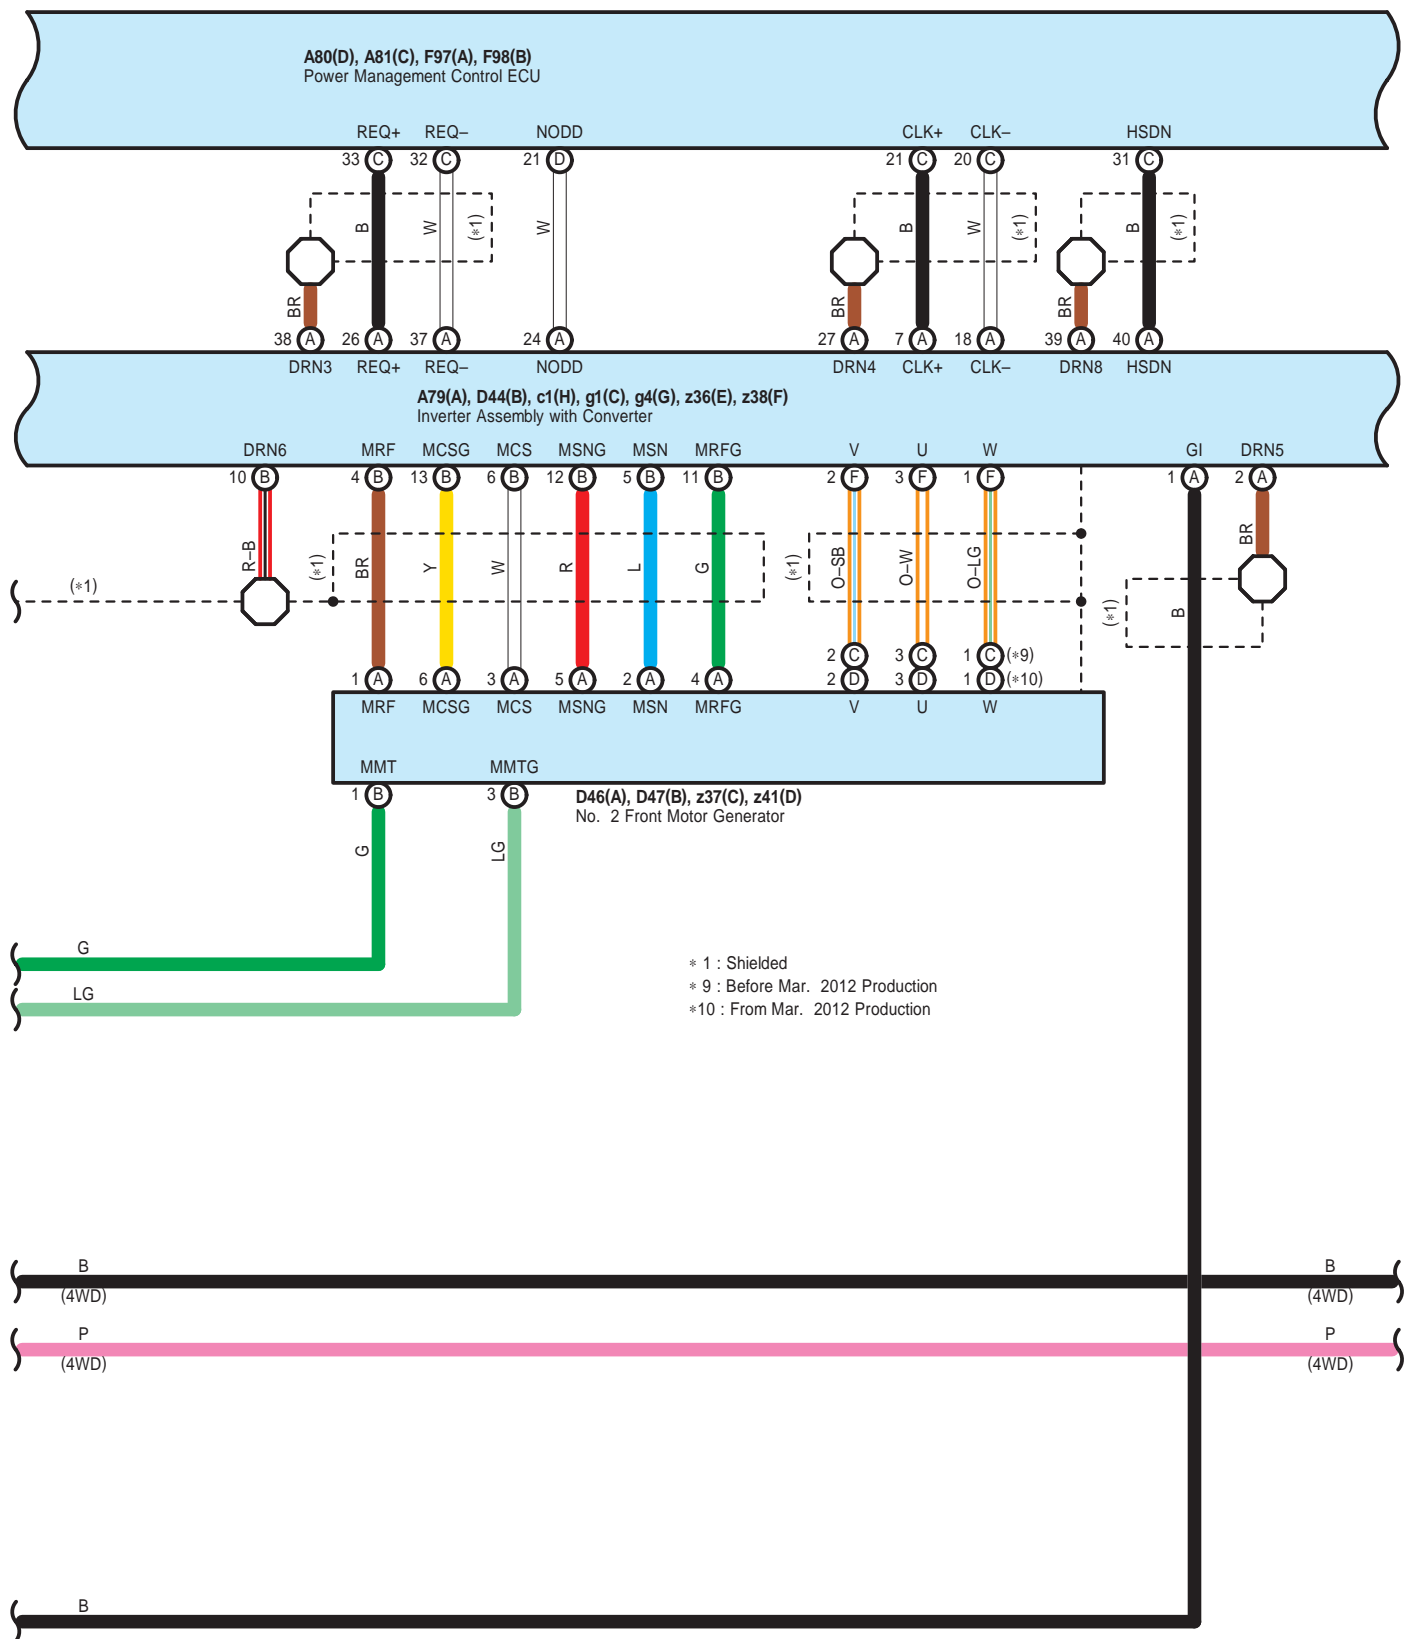 A80(D), A81(C), F97(A), F98(B)
Power Management Control ECU
REQ+ REQ– NODD CLK+ CLK– HSDN
33 C 32 C 21 D 21 C 20 C 31 C
B W (∗1) W B W (∗1) B (∗1)
BR BR BR
38 A 26 A 37 A 24 A 27 A 7 A 18 A 39 A 40 A
DRN3 REQ+ REQ– NODD DRN4 CLK+ CLK– DRN8 HSDN
A79(A), D44(B), c1(H), g1(C), g4(G), z36(E), z38(F)
Inverter Assembly with Converter
DRN6 MRF MCSG MCS MSNG MSN MRFG V U W GI DRN5
10 B 4 B 13 B 6 B 12 B 5 B 11 B 2 F 3 F 1 F 1 A 2 A
BR
R–B (∗1) BR Y W R L G (∗1) O–SB O–W O–LG
(∗1)
(∗1) B
2 C 3 C 1 C (∗9)
1 A 6 A 3 A 5 A 2 A 4 A 2 D 3 D 1 D (∗10)
MRF MCSG MCS MSNG MSN MRFG V U W
MMT MMTG
1 B 3 B
D46(A), D47(B), z37(C), z41(D)
No. 2 Front Motor Generator
G LG
G
∗ 1 : Shielded
∗ 9 : Before Mar. 2012 Production
LG
∗10 : From Mar. 2012 Production
B B
(4WD) (4WD)
P P
(4WD) (4WD)
B